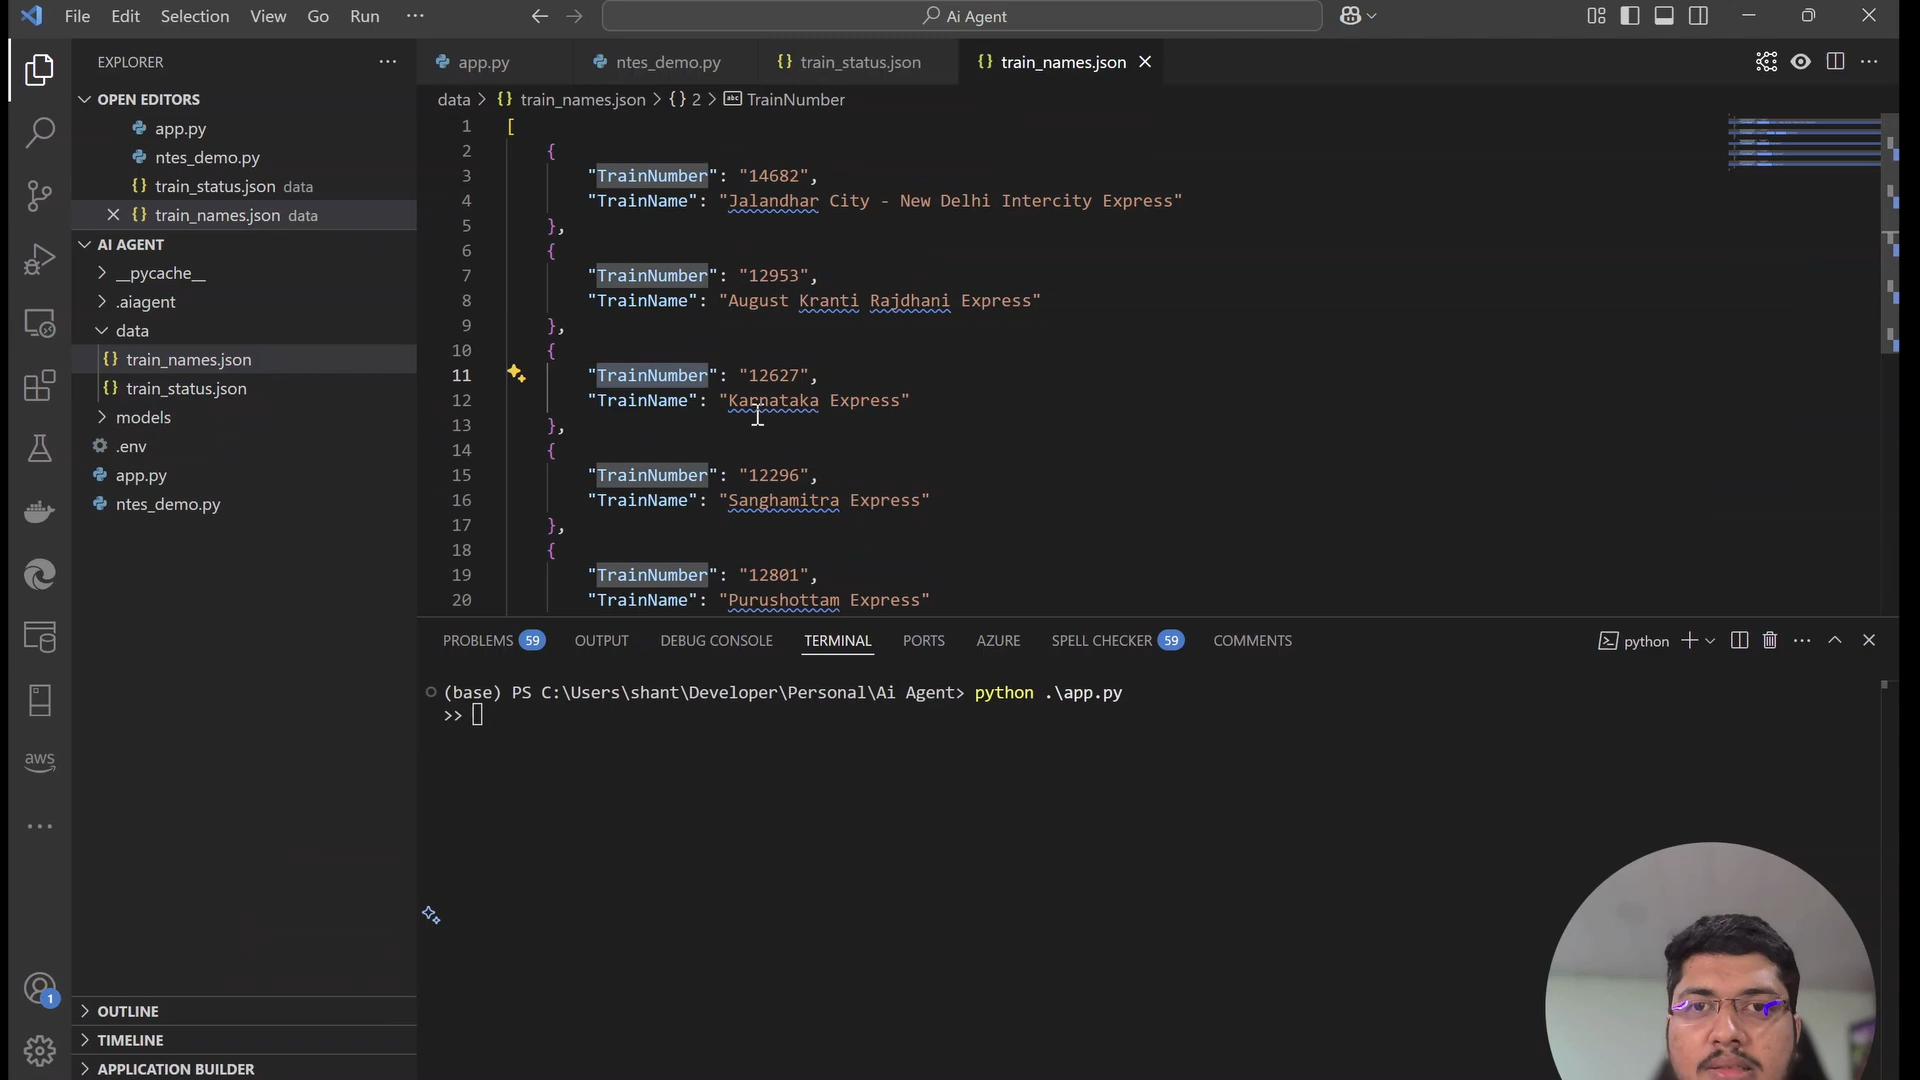 File Edit Selection View Go Run ··· Ai Agent
EXPLORER ···
OPEN EDITORS
app.py
ntes_demo.py
train_status.json data
train_names.json data
AI AGENT
__pycache__
.aiagent
data
train_names.json
train_status.json
models
.env
app.py
ntes_demo.py
aws
1
OUTLINE
TIMELINE
APPLICATION BUILDER
app.py ntes_demo.py {} train_status.json {} train_names.json
data > {} train_names.json > {} 2 > abc TrainNumber
1 [
2 {
3 "TrainNumber": "14682",
4 "TrainName": "Jalandhar City - New Delhi Intercity Express"
5 },
6 {
7 "TrainNumber": "12953",
8 "TrainName": "August Kranti Rajdhani Express"
9 },
10 {
11 "TrainNumber": "12627",
12 "TrainName": "Karnataka Express"
13 },
14 {
15 "TrainNumber": "12296",
16 "TrainName": "Sanghamitra Express"
17 },
18 {
19 "TrainNumber": "12801",
20 "TrainName": "Purushottam Express"
PROBLEMS 59 OUTPUT DEBUG CONSOLE TERMINAL PORTS AZURE SPELL CHECKER 59 COMMENTS python
(base) PS C:\Users\shant\Developer\Personal\Ai Agent> python .\app.py
>>